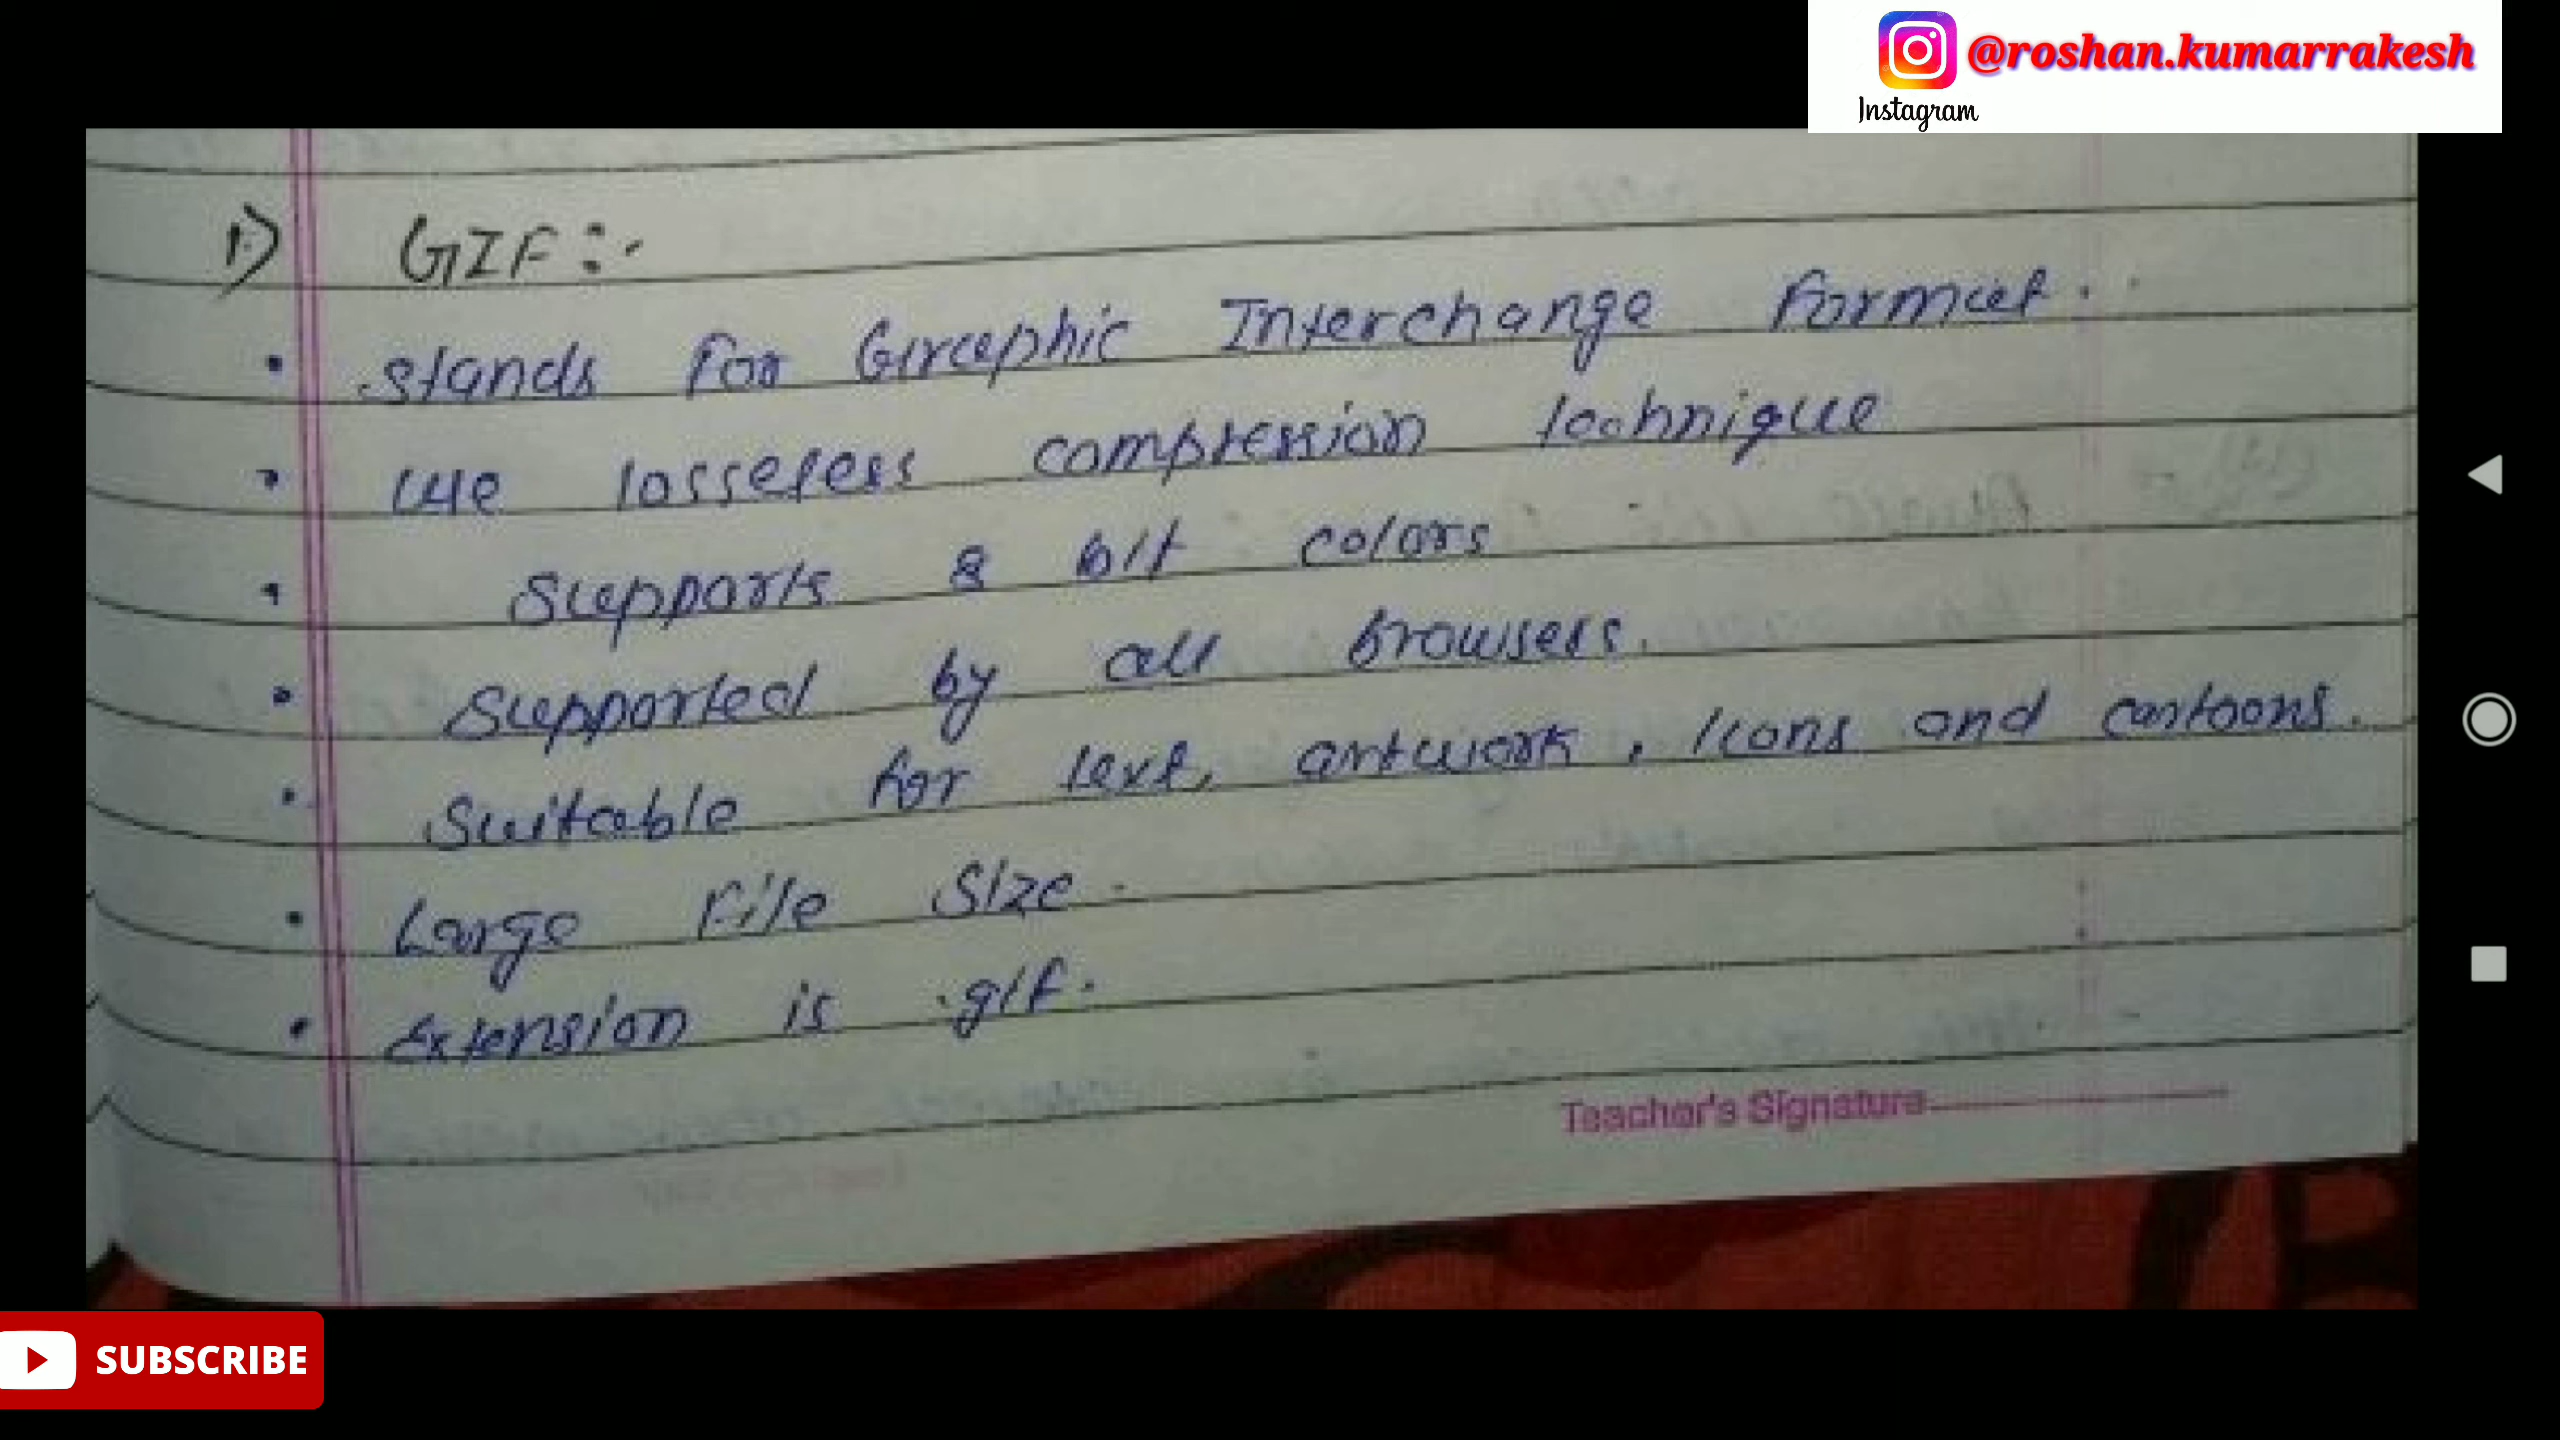 @roshan.kumarrakesh
Instagram
1) GIF :-
• stands for Graphic Interchange Format.
• Use losseless compression technique
• Supports 8 bit colors
• Supported by all browsers.
• Suitable for text, artwork, Icons and cartoons.
• Large File Size.
• Extension is .gif.
Teacher's Signature
SUBSCRIBE